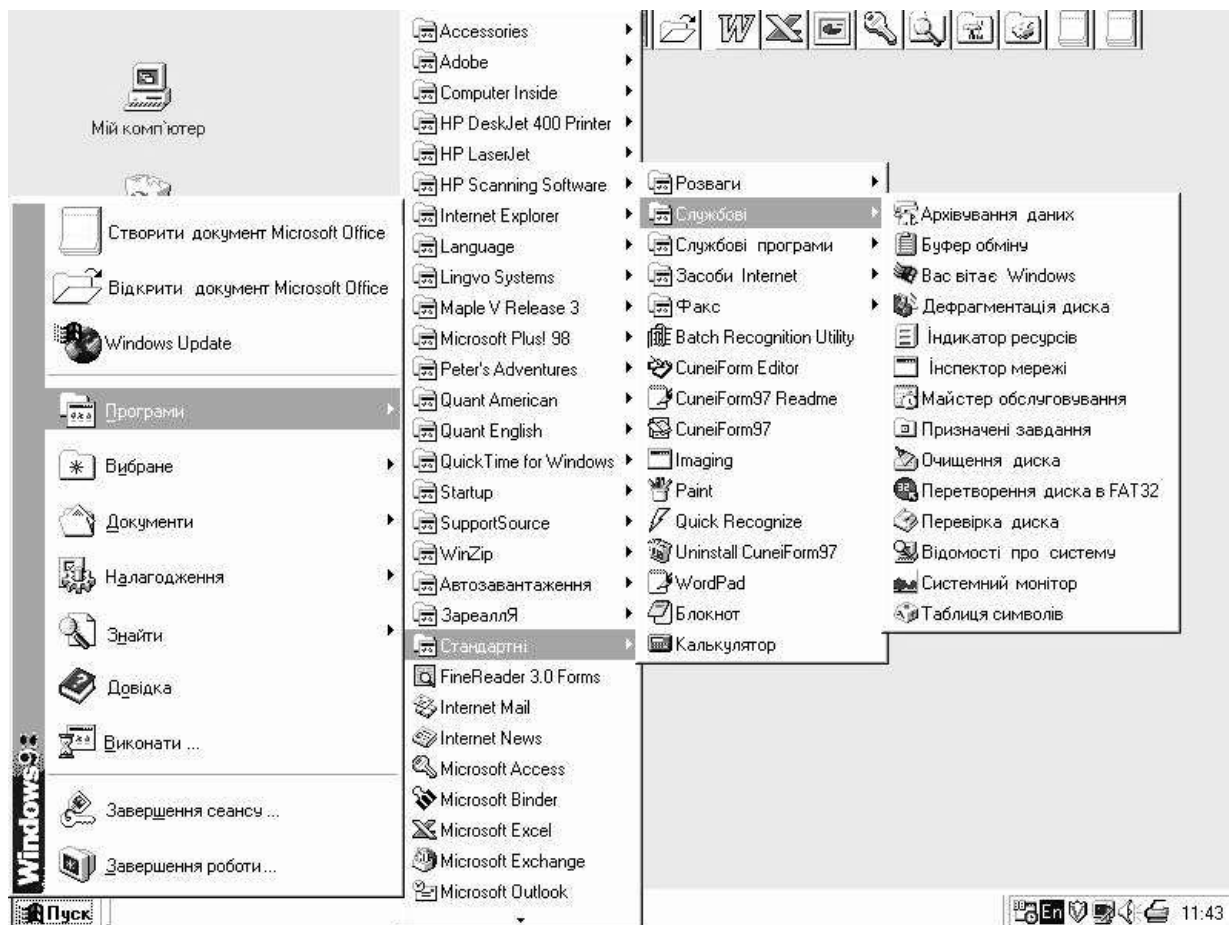 Мій комп`ютер
Створити документ Microsoft Office
Відкрити документ Microsoft Office
Windows Update
Програми
Вибране
Документи
Налагодження
Знайти
Довідка
Виконати ...
Завершення сеансу ...
Завершення роботи...
Windows98
Пуск
Accessories
Adobe
Computer Inside
HP DeskJet 400 Printer
HP LaserJet
HP Scanning Software
Internet Explorer
Language
Lingvo Systems
Maple V Release 3
Microsoft Plus! 98
Peter's Adventures
Quant American
Quant English
QuickTime for Windows
Startup
SupportSource
WinZip
Автозавантаження
ЗареаллЯ
Стандартні
FineReader 3.0 Forms
Internet Mail
Internet News
Microsoft Access
Microsoft Binder
Microsoft Excel
Microsoft Exchange
Microsoft Outlook
Розваги
Службові
Службові програми
Засоби Internet
Факс
Batch Recognition Utility
CuneiForm Editor
CuneiForm97 Readme
CuneiForm97
Imaging
Paint
Quick Recognize
Uninstall CuneiForm97
WordPad
Блокнот
Калькулятор
Архівування даних
Буфер обміну
Вас вітає Windows
Дефрагментація диска
Індикатор ресурсів
Інспектор мережі
Майстер обслуговування
Призначені завдання
Очищення диска
Перетворення диска в FAT32
Перевірка диска
Відомості про систему
Системний монітор
Таблиця символів
En
11:43